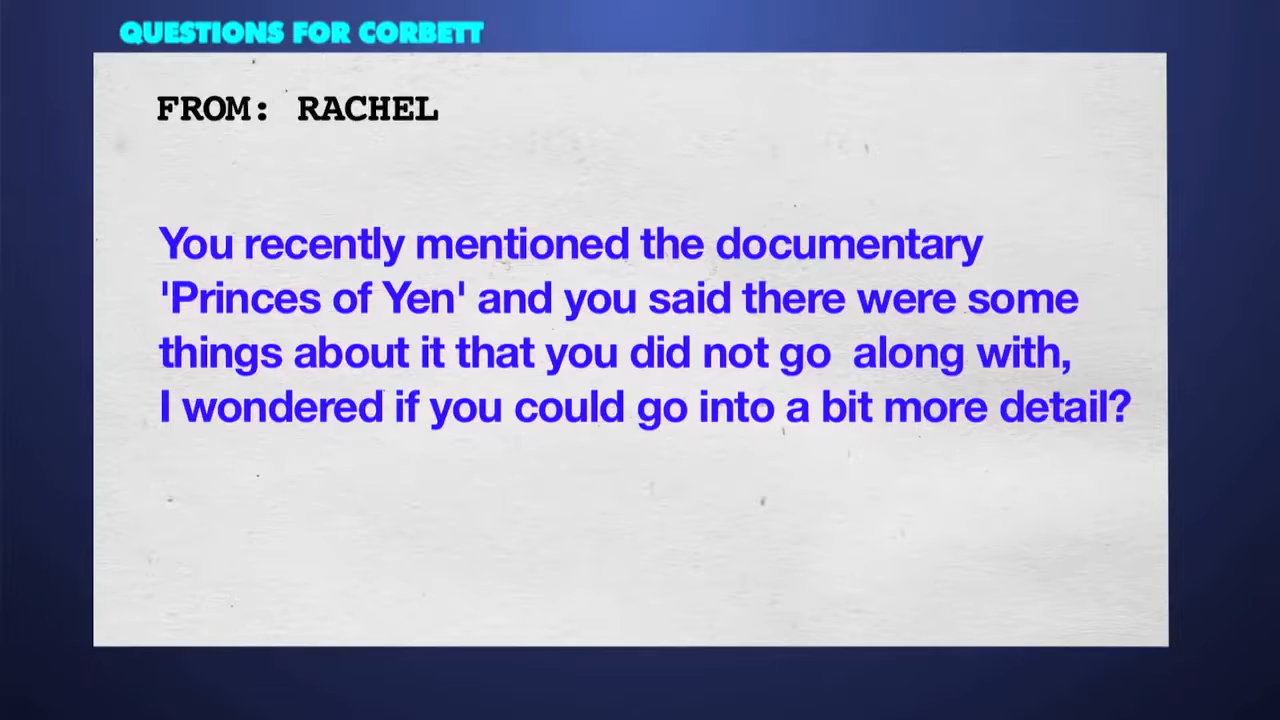 QUESTIONS FOR CORBETT
FROM: RACHEL
You recently mentioned the documentary
'Princes of Yen' and you said there were some
things about it that you did not go along with,
I wondered if you could go into a bit more detail?